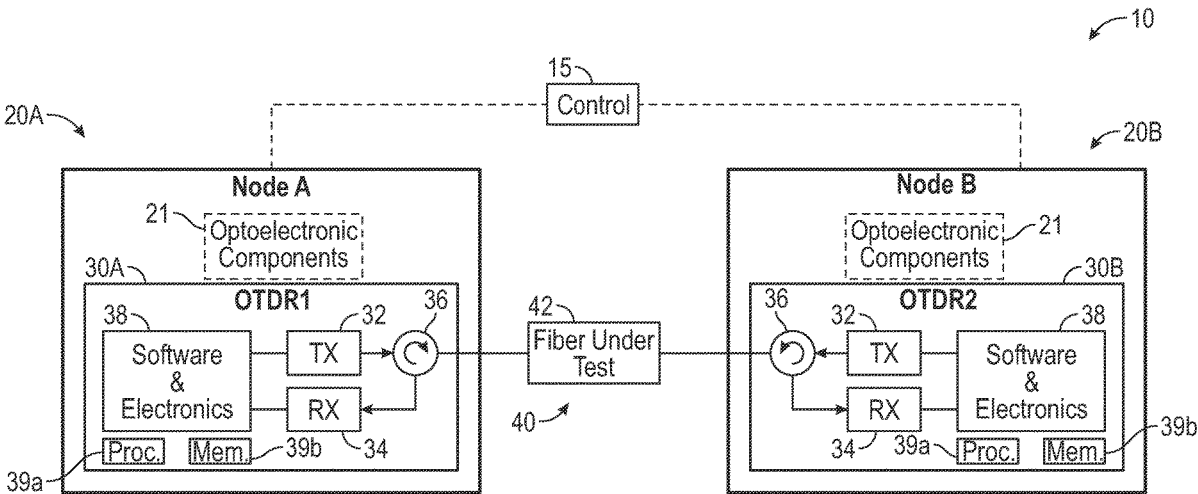 10
15
Control
20A
20B
Node A
21
Optoelectronic
Components
30A
OTDR1
38
32
36
Software
&
Electronics
TX
RX
34
Proc.
Mem.
39a
39b
42
Fiber Under
Test
40
Node B
Optoelectronic
Components
21
30B
OTDR2
36
32
38
TX
RX
Software
&
Electronics
34
39a
Proc.
Mem.
39b